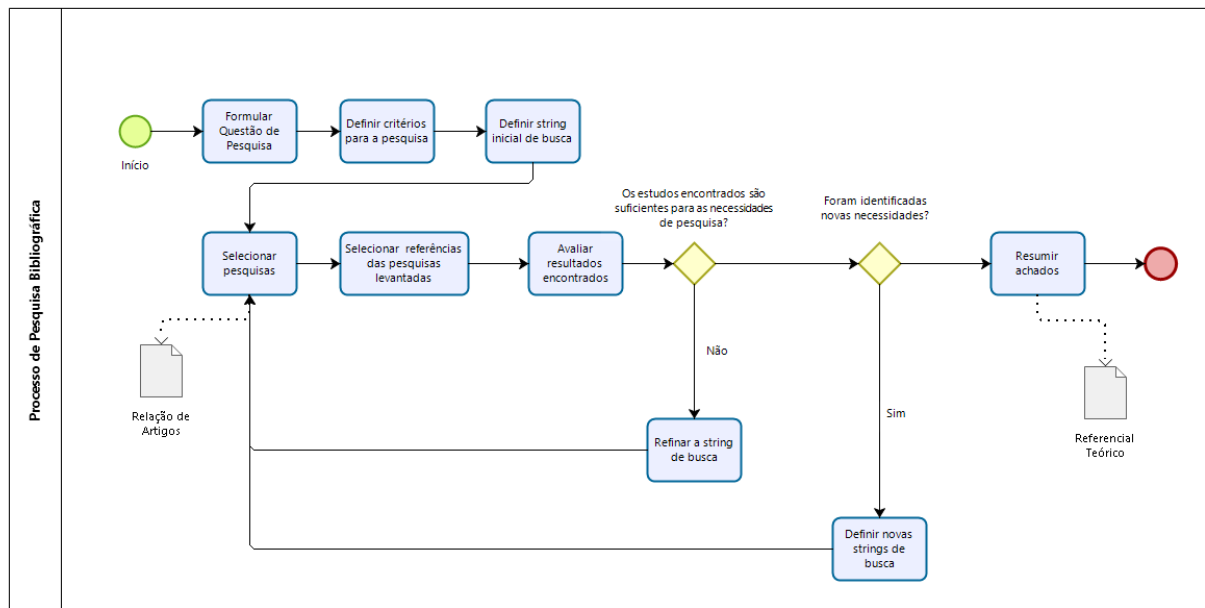 Processo de Pesquisa Bibliográfica
Início
Formular
Questão de
Pesquisa
Definir critérios
para a pesquisa
Definir string
inicial de busca
Selecionar
pesquisas
Selecionar referências
das pesquisas
levantadas
Avaliar
resultados
encontrados
Os estudos encontrados são
suficientes para as necessidades
de pesquisa?
Foram identificadas
novas necessidades?
Resumir
achados
Relação de
Artigos
Não
Refinar a string
de busca
Sim
Definir novas
strings de
busca
Referencial
Teórico